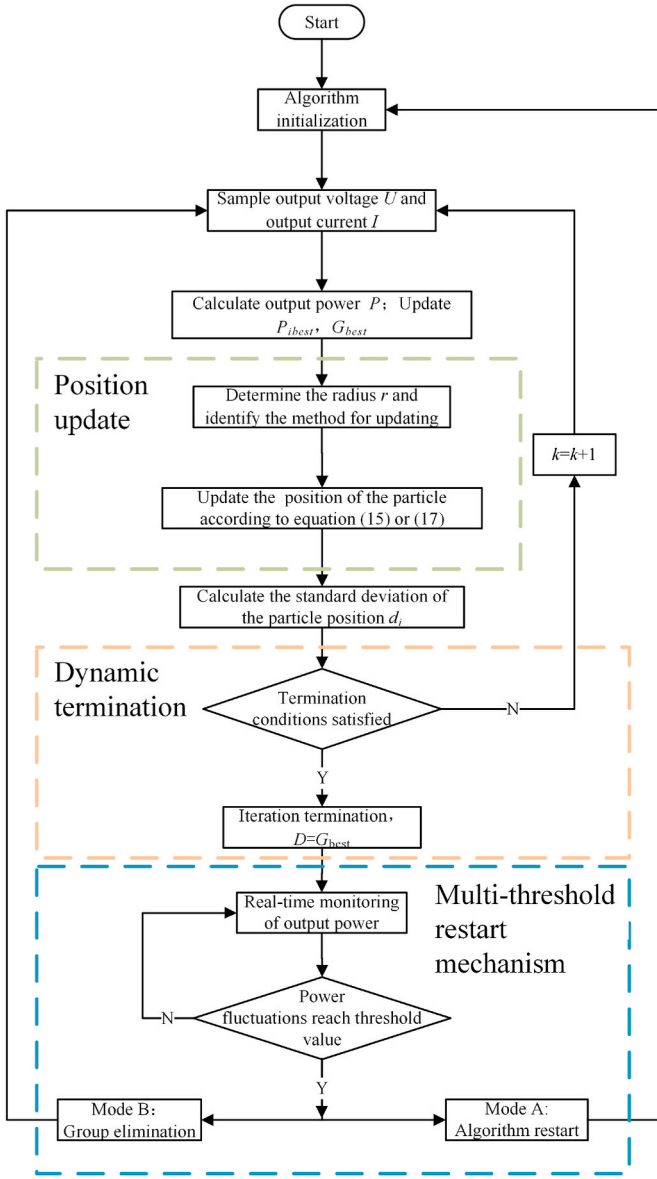 Start
Algorithm
initialization
Sample output voltage U and
output current I
Calculate output power P; Update
Pibest, Gbest
Position
update
Determine the radius r and
identify the method for updating
k=k+1
Update the position of the particle
according to equation (15) or (17)
Calculate the standard deviation of
the particle position di
Dynamic
termination
Termination
conditions satisfied
N
Y
Iteration termination,
D=Gbest
Multi-threshold
restart
mechanism
Real-time monitoring
of output power
Power
fluctuations reach threshold
value
N
Y
Mode B:
Group elimination
Mode A:
Algorithm restart